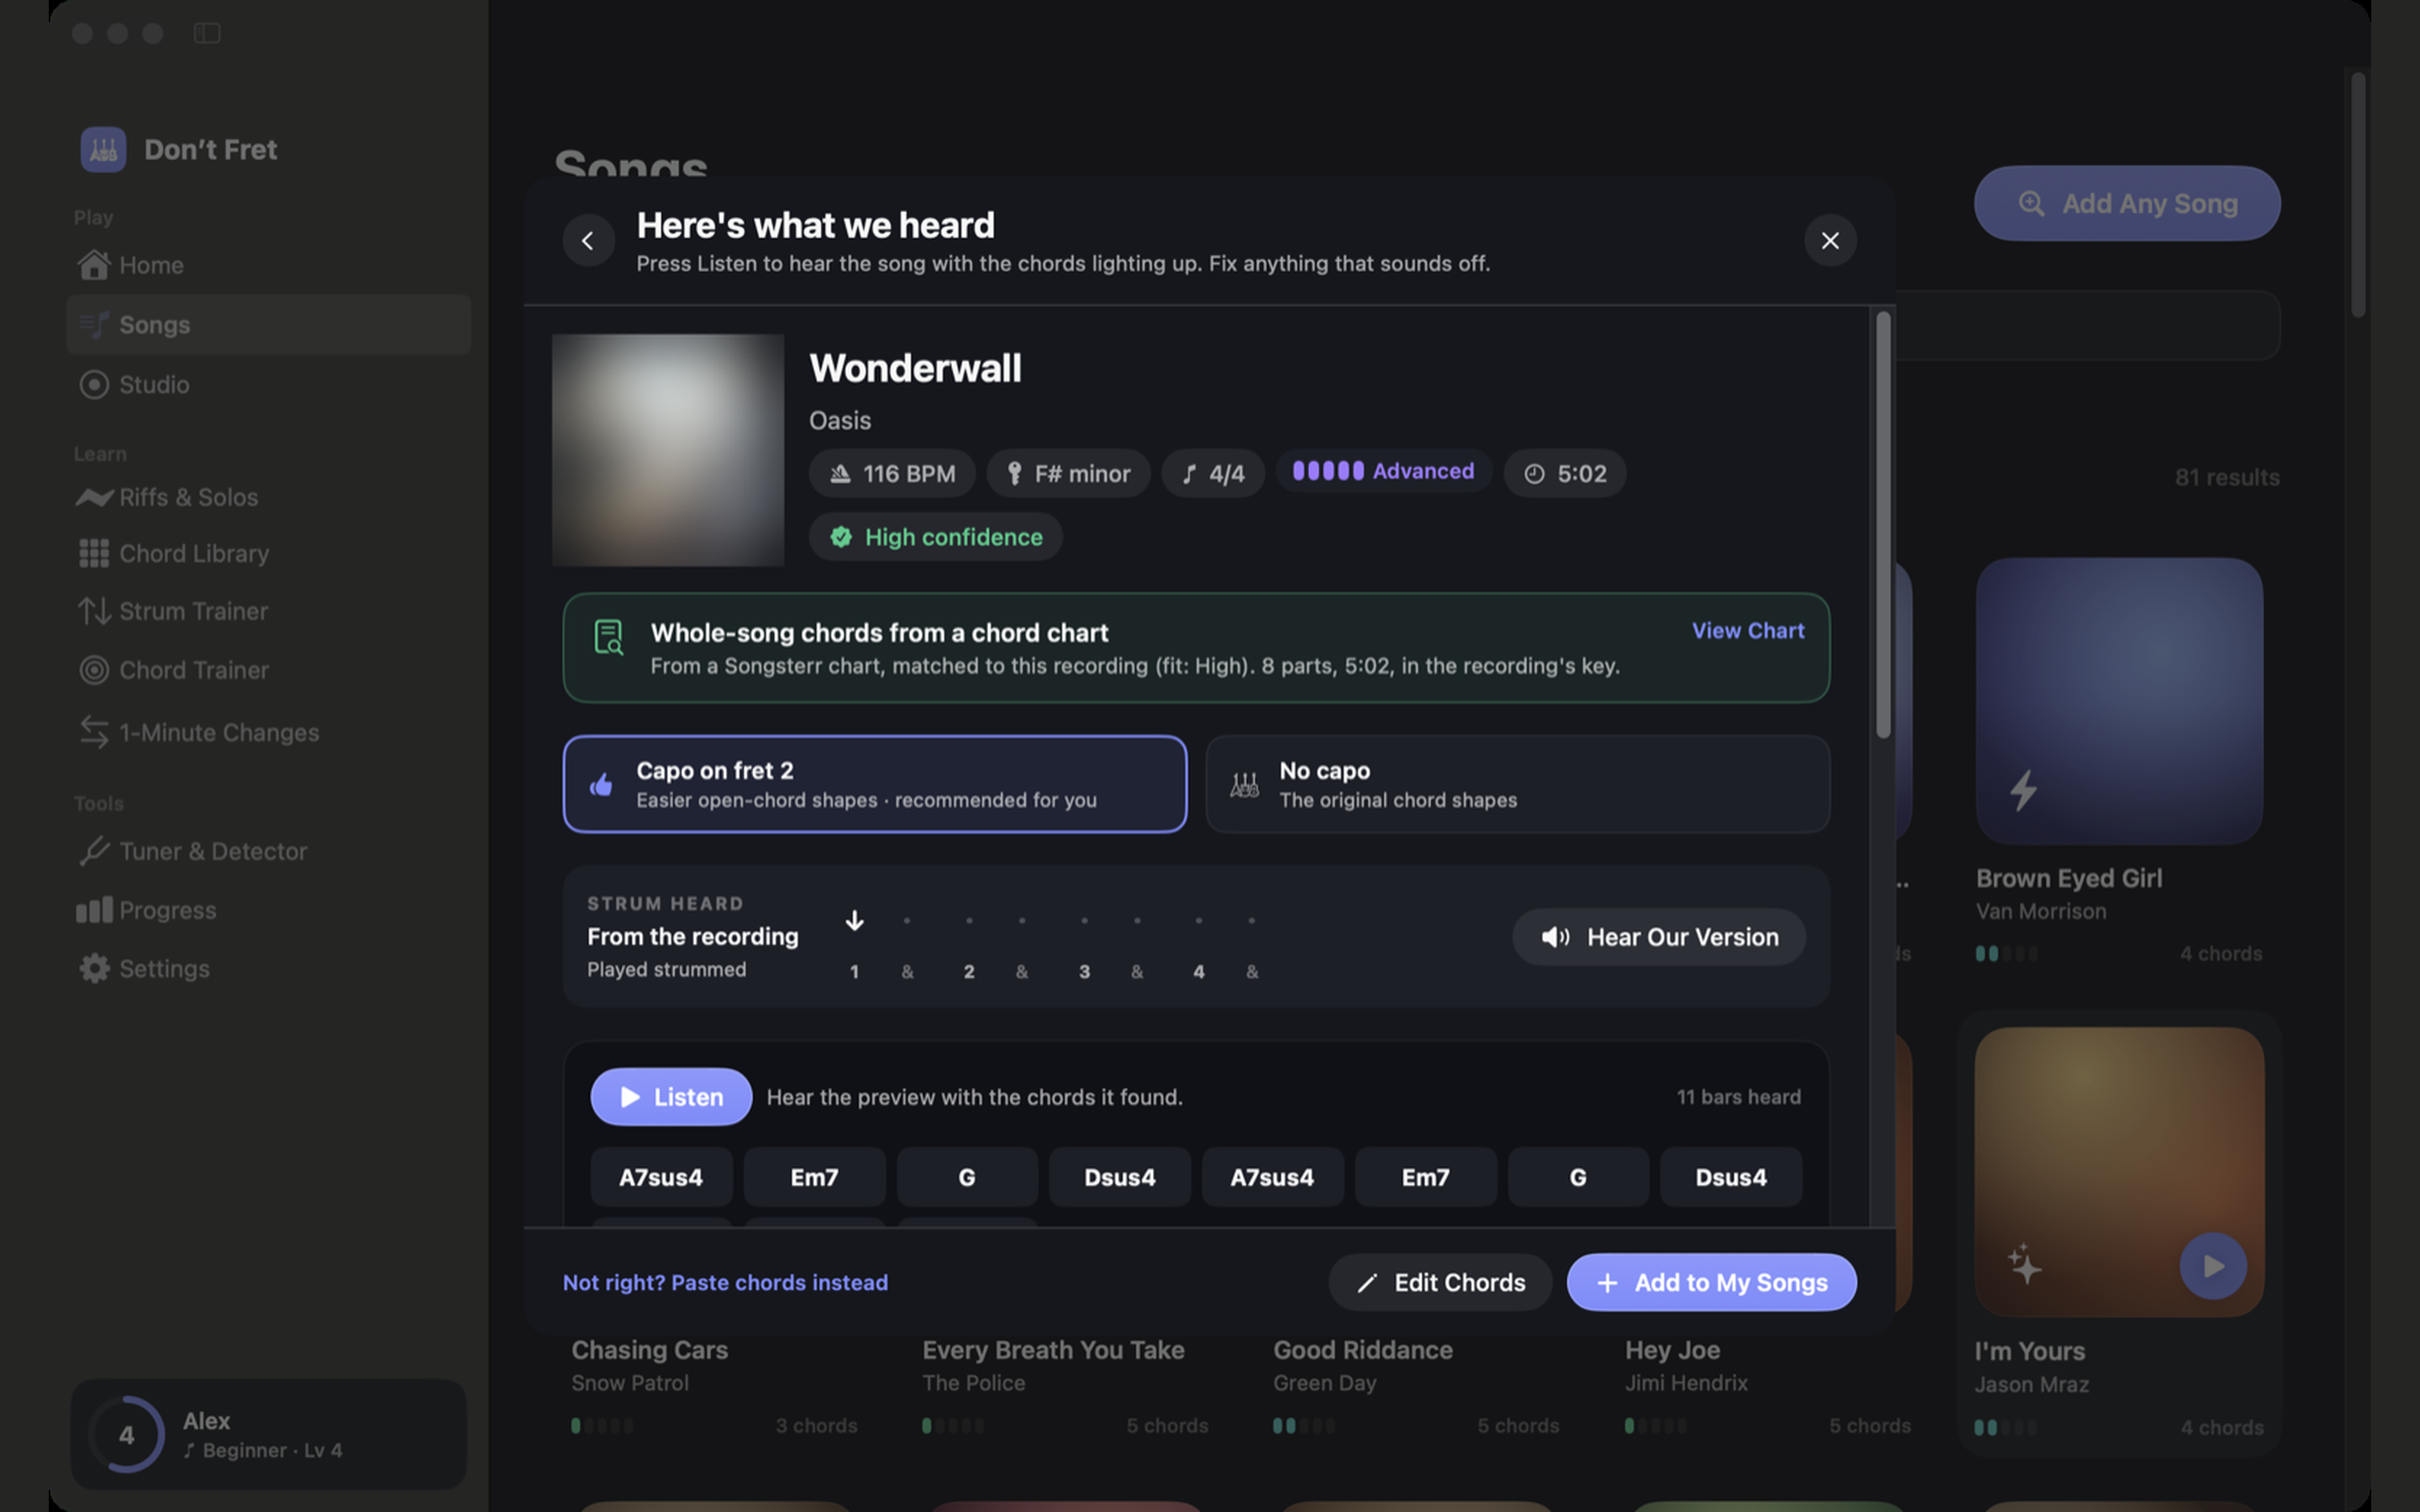 Don't Fret
Play
Home
Songs
Studio
Learn
Riffs & Solos
Chord Library
Strum Trainer
Chord Trainer
1-Minute Changes
Tools
Tuner & Detector
Progress
Settings
4
Alex
Beginner · Lv 4
Songs
Add Any Song
81 results
Here's what we heard
Press Listen to hear the song with the chords lighting up. Fix anything that sounds off.
Wonderwall
Oasis
116 BPM
F# minor
4/4
Advanced
5:02
High confidence
Whole-song chords from a chord chart
View Chart
From a Songsterr chart, matched to this recording (fit: High). 8 parts, 5:02, in the recording's key.
Capo on fret 2
Easier open-chord shapes · recommended for you
No capo
The original chord shapes
STRUM HEARD
From the recording
Played strummed
1 & 2 & 3 & 4 &
Hear Our Version
Listen
Hear the preview with the chords it found.
11 bars heard
A7sus4 Em7 G Dsus4 A7sus4 Em7 G Dsus4
Not right? Paste chords instead
Edit Chords
Add to My Songs
Brown Eyed Girl
Van Morrison
4 chords
Chasing Cars
Snow Patrol
3 chords
Every Breath You Take
The Police
5 chords
Good Riddance
Green Day
5 chords
Hey Joe
Jimi Hendrix
5 chords
I'm Yours
Jason Mraz
4 chords